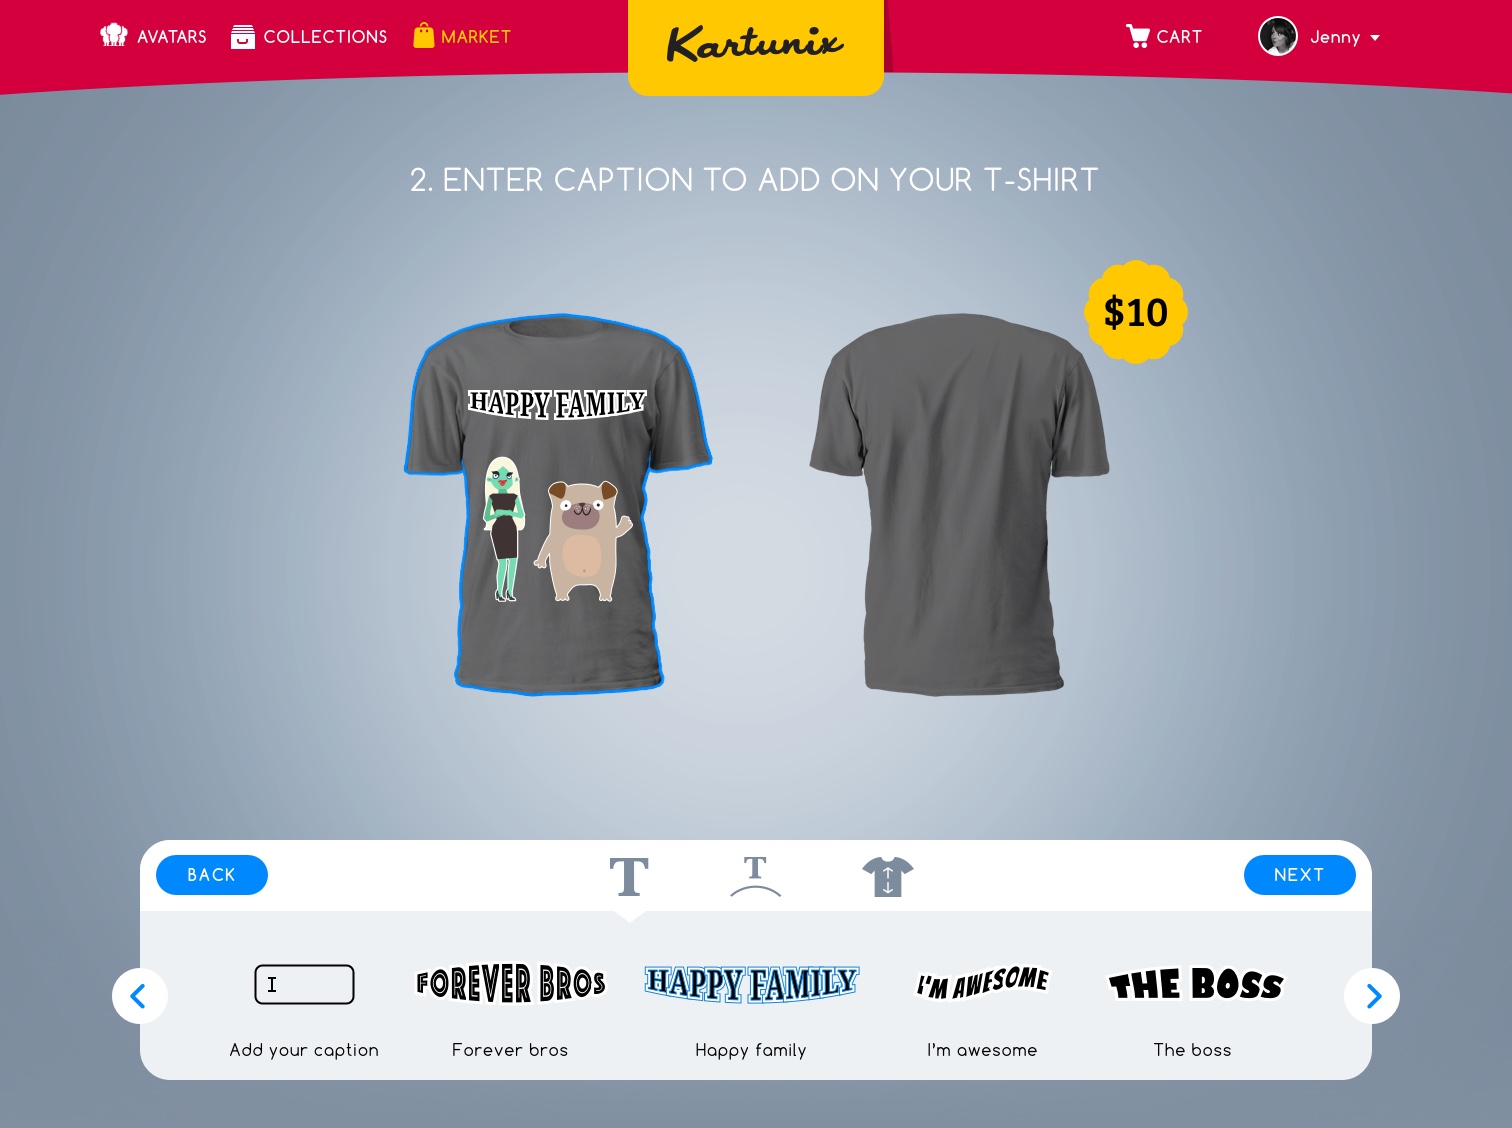 AVATARS
COLLECTIONS
MARKET
Kartunix
CART
Jenny
2. ENTER CAPTION TO ADD ON YOUR T-SHIRT
$10
HAPPY FAMILY
BACK
T
T
NEXT
FOREVER BROS
HAPPY FAMILY
I'M AWESOME
THE BOSS
Add your caption
Forever bros
Happy family
I'm awesome
The boss